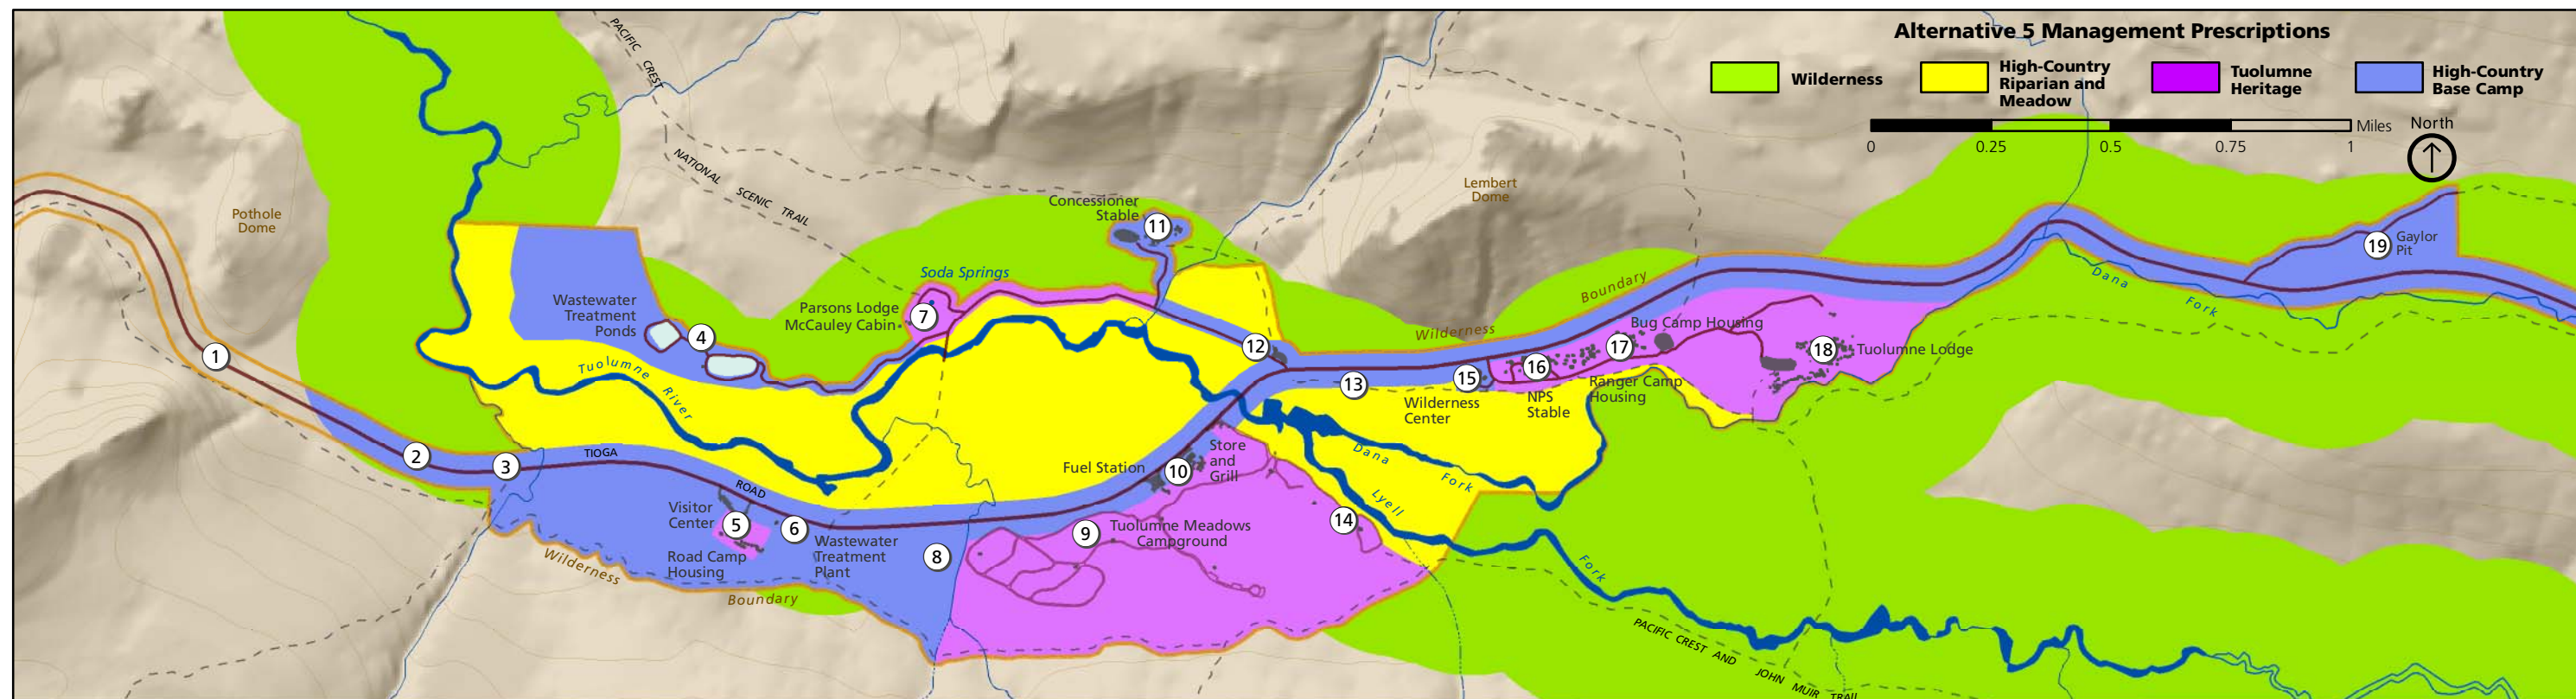 Alternative 5 Management Prescriptions
Wilderness
High-Country
Riparian and
Meadow
Tuolumne
Heritage
High-Country
Base Camp
Miles
0
0.25
0.5
0.75
1
North
PACIFIC
CREST
NATIONAL
SCENIC TRAIL
Pothole
Dome
Lembert
Dome
Concessioner
Stable
11
Soda Springs
Parsons Lodge
McCauley Cabin
7
Wastewater
Treatment
Ponds
4
Tuolumne
River
1
2
3
TIOGA
ROAD
Visitor
Center
5
6
Road Camp
Housing
Wastewater
Treatment
Plant
8
Wilderness
Boundary
Fuel Station
10
Store
and
Grill
9
Tuolumne Meadows
Campground
14
12
13
15
Wilderness
Center
16
NPS
Stable
17
Ranger Camp
Housing
Bug Camp Housing
18
Tuolumne Lodge
Wilderness
Boundary
Dana
Fork
19
Gaylor
Pit
Dana
Fork
Lyell
Fork
PACIFIC CREST AND
JOHN MUIR TRAIL